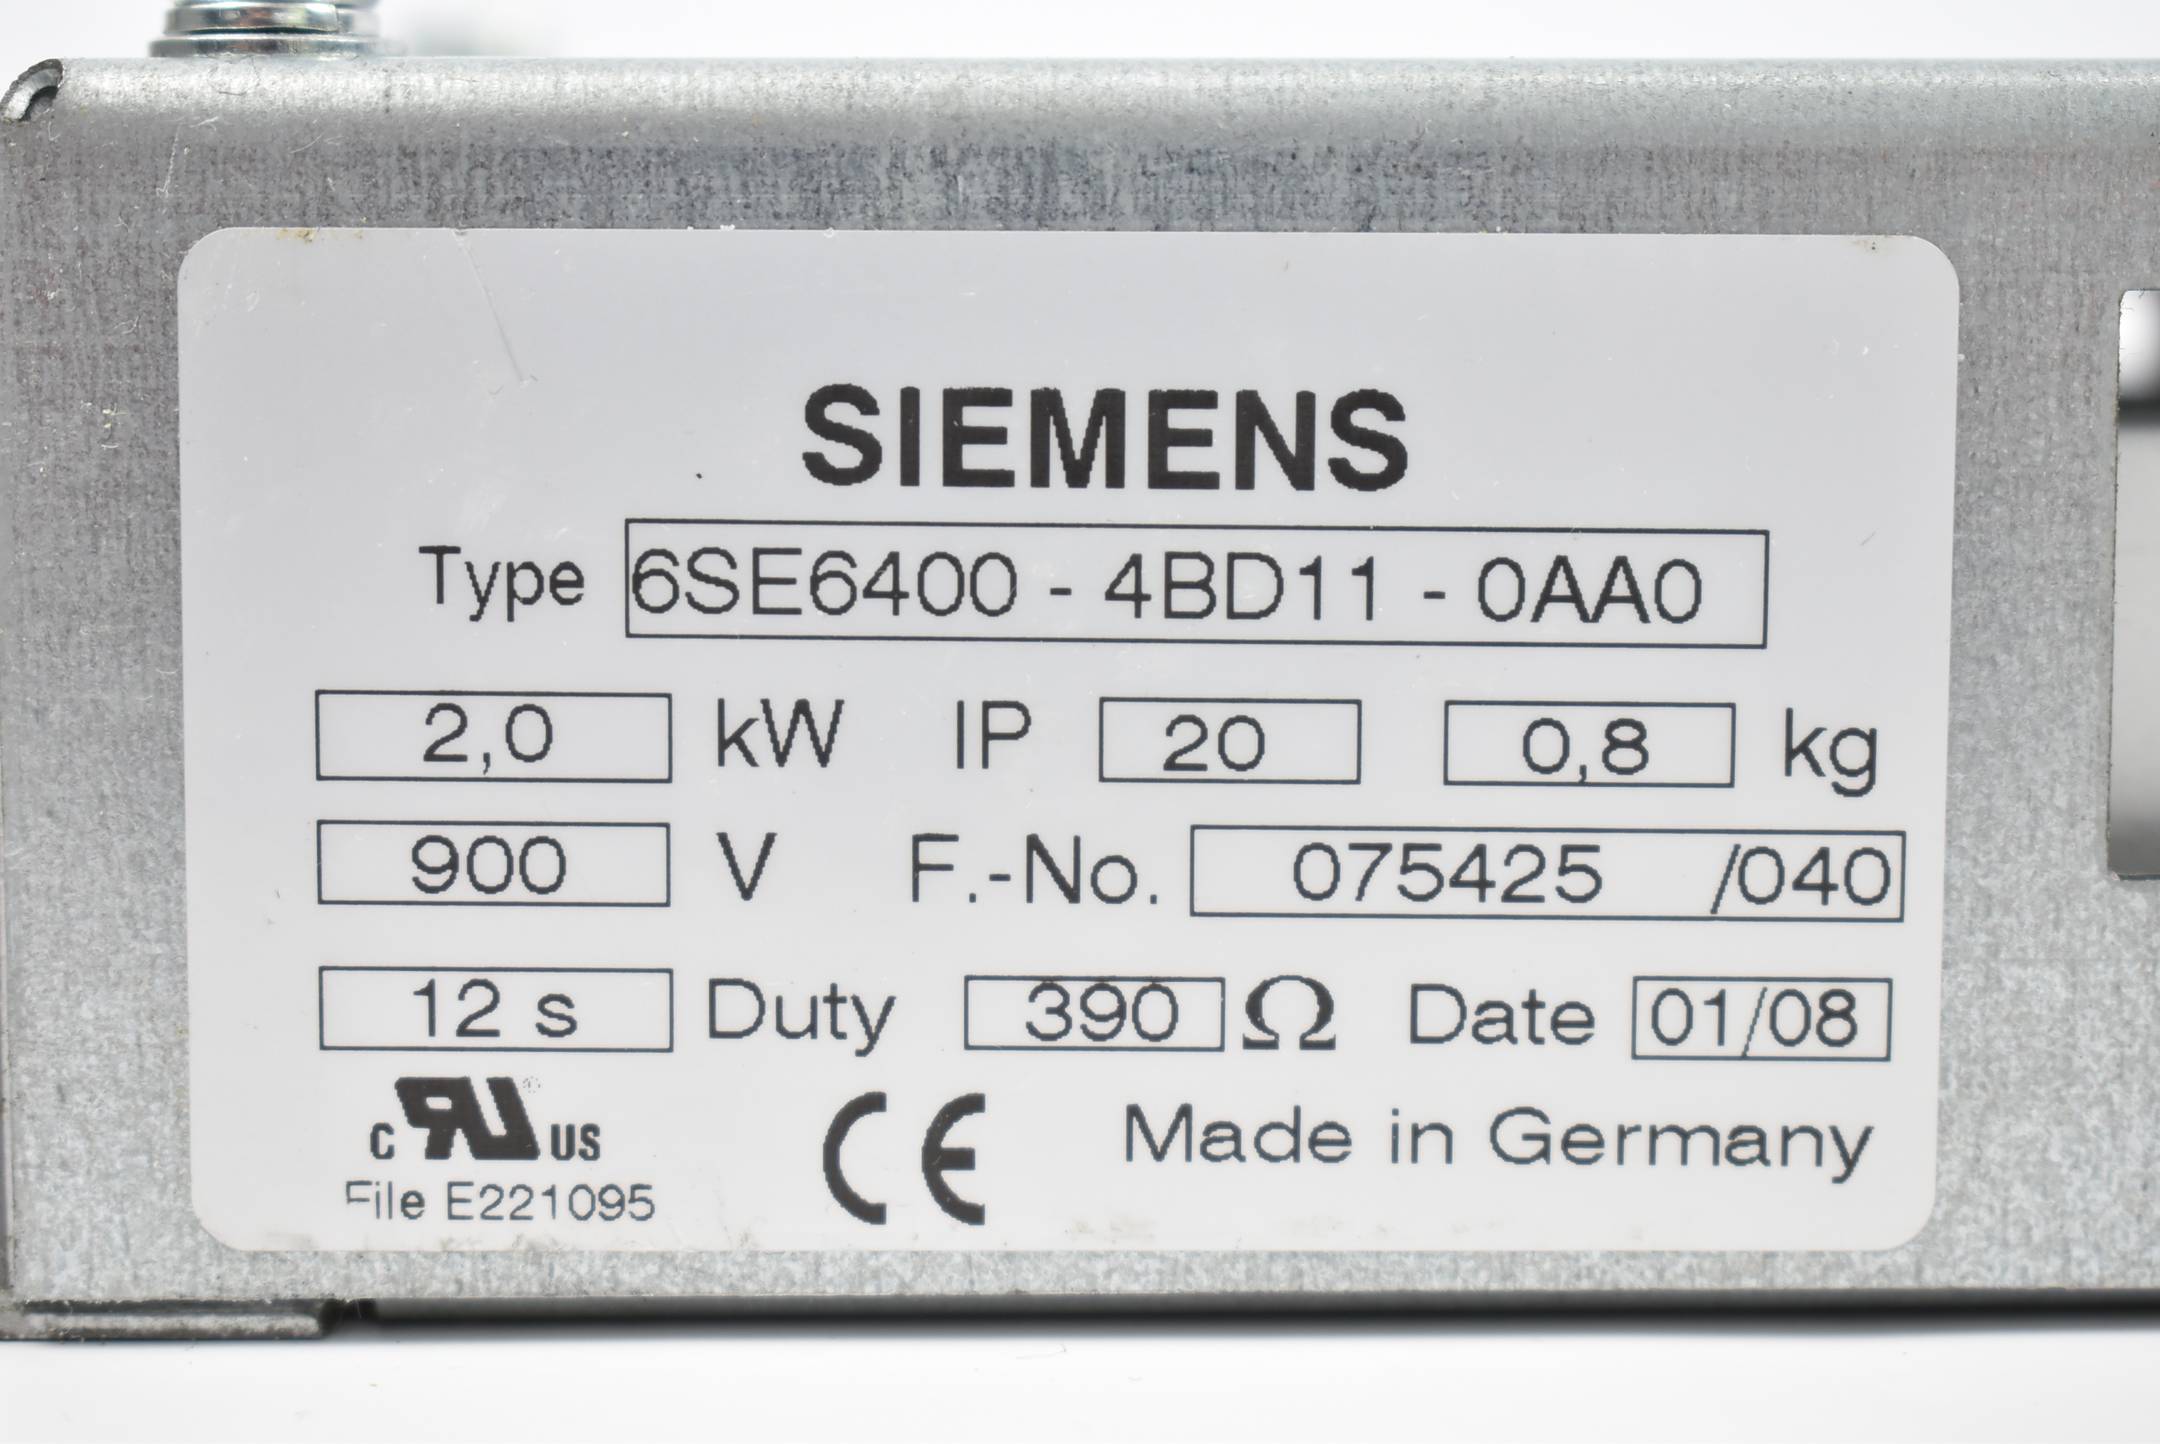 SIEMENS
Type 6SE6400 - 4BD11 - 0AA0
2,0 kW IP 20 0,8 kg
900 V F.-No. 075425 /040
12 s Duty 390 Ω Date 01/08
c RU ® US
File E221095
CE
Made in Germany